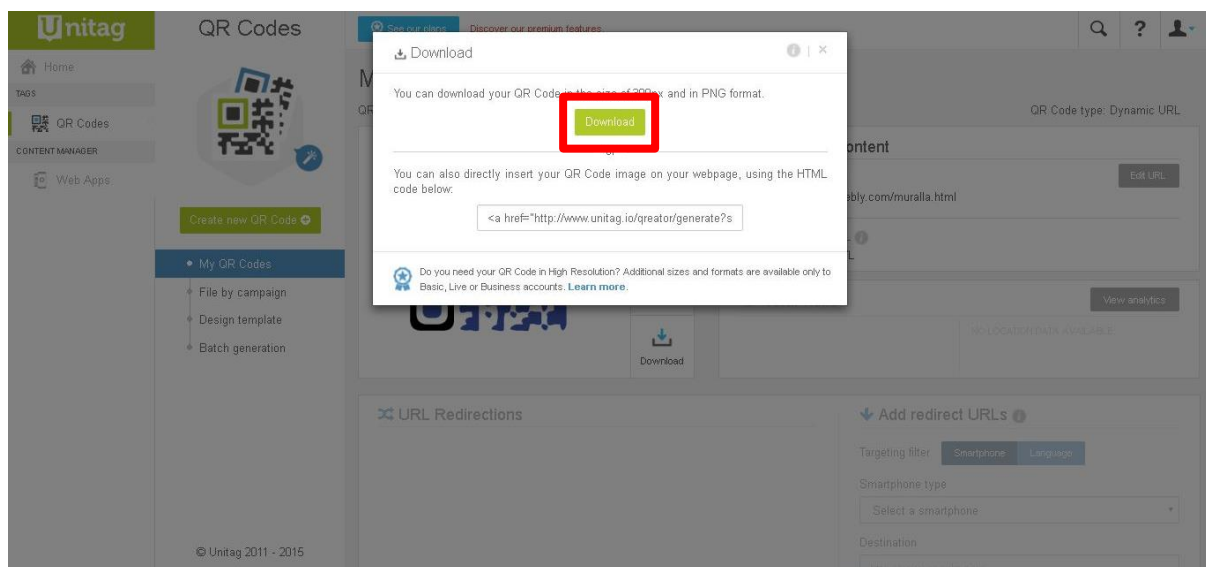 Unitag
QR Codes
See our plans
Discover our premium features
?
Home
TAGS
QR Codes
CONTENT MANAGER
Web Apps
Create new QR Code
My QR Codes
File by campaign
Design template
Batch generation
© Unitag 2011 - 2015
Download
You can download your QR Code in the size of 300px and in PNG format.
Download
You can also directly insert your QR Code image on your webpage, using the HTML
code below:
<a href="http://www.unitag.io/qreator/generate?s
Do you need your QR Code in High Resolution? Additional sizes and formats are available only to
Basic, Live or Business accounts. Learn more.
M
QR
QR Code type: Dynamic URL
ontent
Edit URL
ebly.com/muralla.html
View analytics
NO LOCATION DATA AVAILABLE
Download
URL Redirections
Add redirect URLs
Targeting filter Smartphone Language
Smartphone type
Select a smartphone
Destination